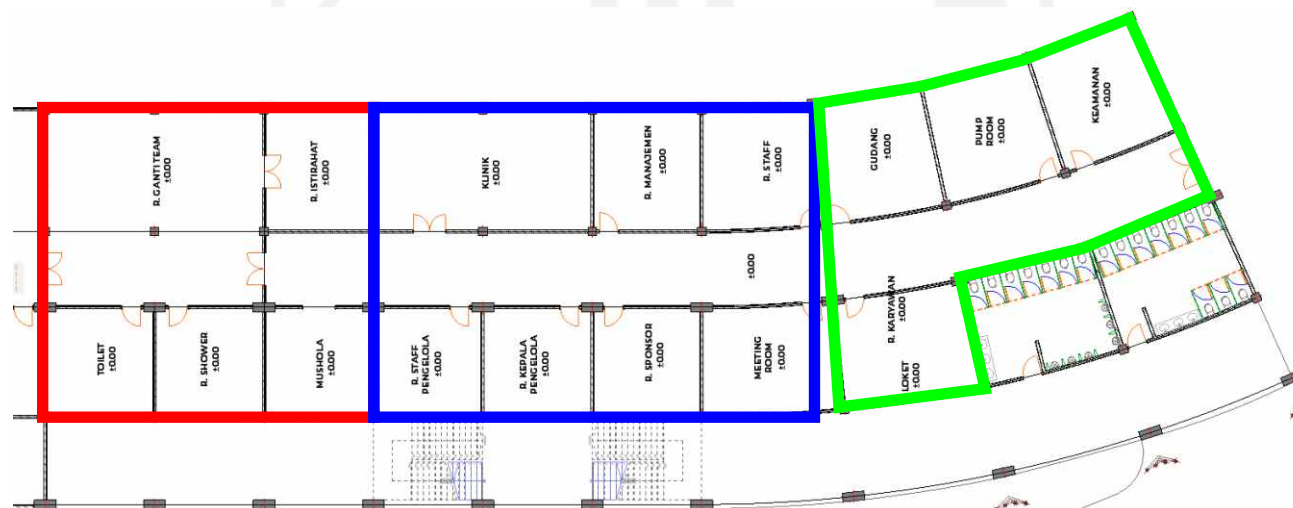 R. GANTI TEAM
±0.00
R. ISTIRAHAT
±0.00
KLINIK
±0.00
R. MANAJEMEN
±0.00
R. STAFF
±0.00
GUDANG
±0.00
PUMP
ROOM
±0.00
KEAMANAN
±0.00
±0.00
TOILET
±0.00
R. SHOWER
±0.00
MUSHOLA
±0.00
R. STAFF
PENGELOLA
±0.00
R. KEPALA
PENGELOLA
±0.00
R. SPONSOR
±0.00
MEETING
ROOM
±0.00
R. KARYAWAN
±0.00
LOKET
±0.00